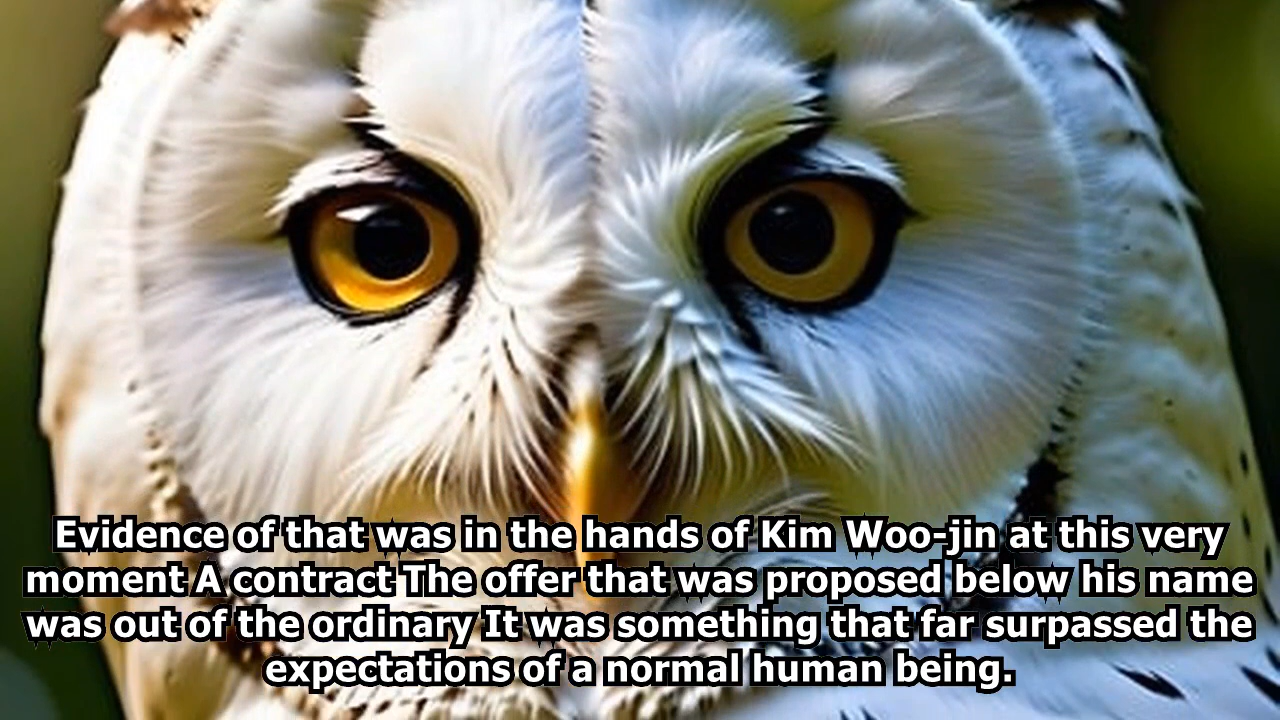 Evidence of that was in the hands of Kim Woo-jin at this very
moment A contract The offer that was proposed below his name
was out of the ordinary It was something that far surpassed the
expectations of a normal human being.